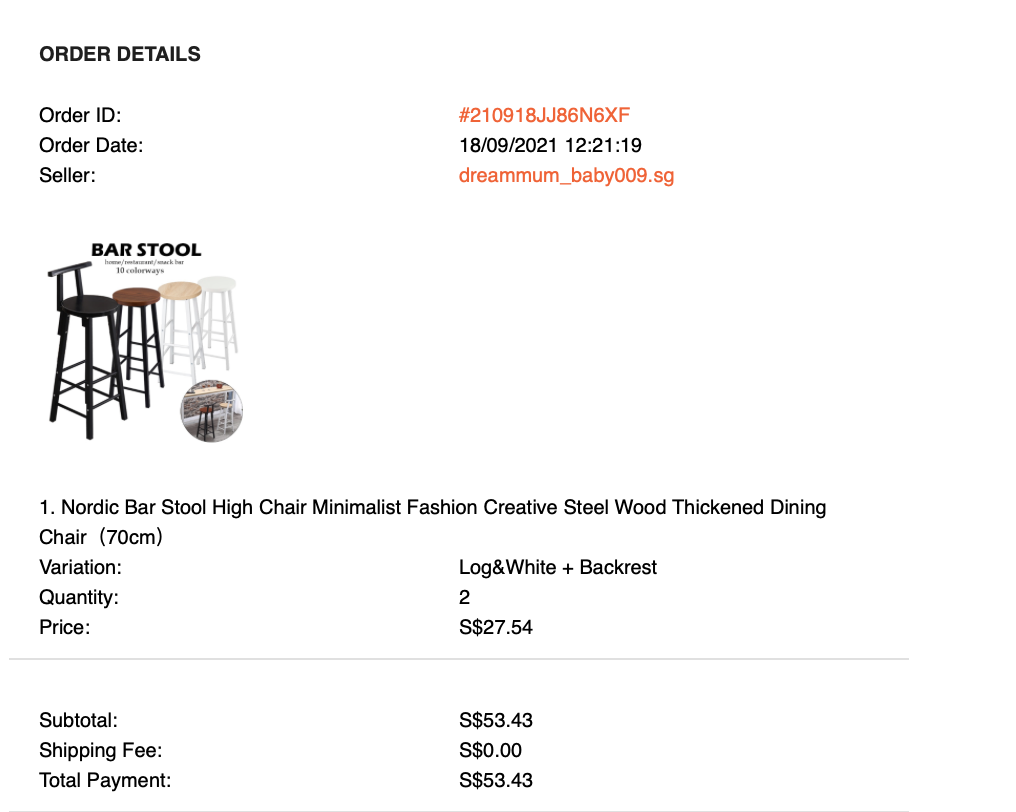 ORDER DETAILS
Order ID: #210918JJ86N6XF
Order Date: 18/09/2021 12:21:19
Seller: dreammum_baby009.sg
BAR STOOL
home/restaurant/snack bar
10 colorways
1. Nordic Bar Stool High Chair Minimalist Fashion Creative Steel Wood Thickened Dining
Chair（70cm）
Variation: Log&White + Backrest
Quantity: 2
Price: S$27.54
Subtotal: S$53.43
Shipping Fee: S$0.00
Total Payment: S$53.43